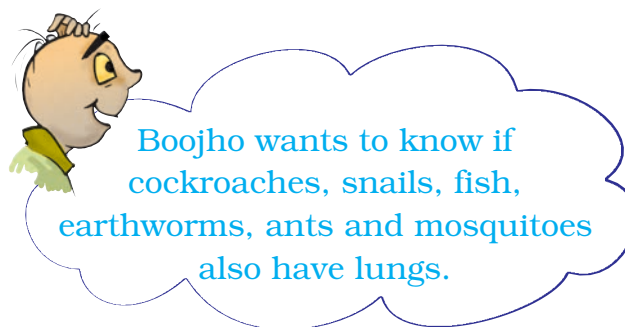 Boojho wants to know if
cockroaches, snails, fish,
earthworms, ants and mosquitoes
also have lungs.